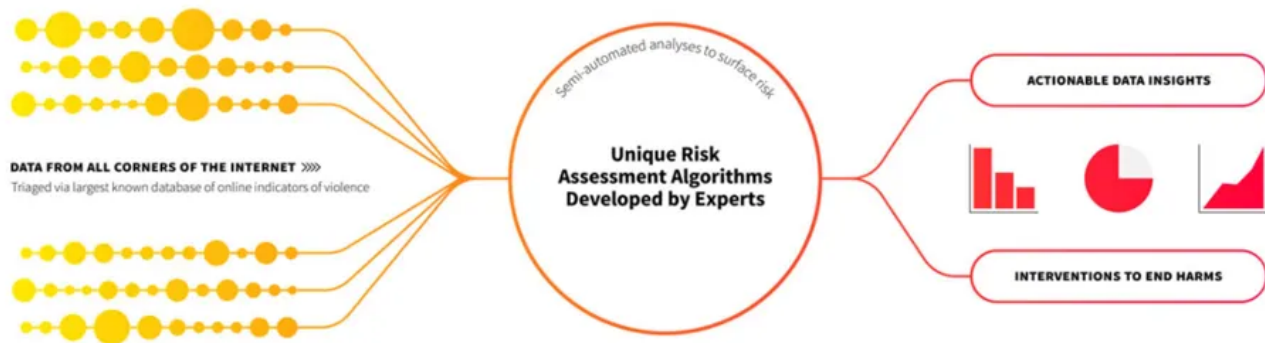 DATA FROM ALL CORNERS OF THE INTERNET >>>>
Triaged via largest known database of online indicators of violence
Semi-automated analyses to surface risk
Unique Risk
Assessment Algorithms
Developed by Experts
ACTIONABLE DATA INSIGHTS
INTERVENTIONS TO END HARMS